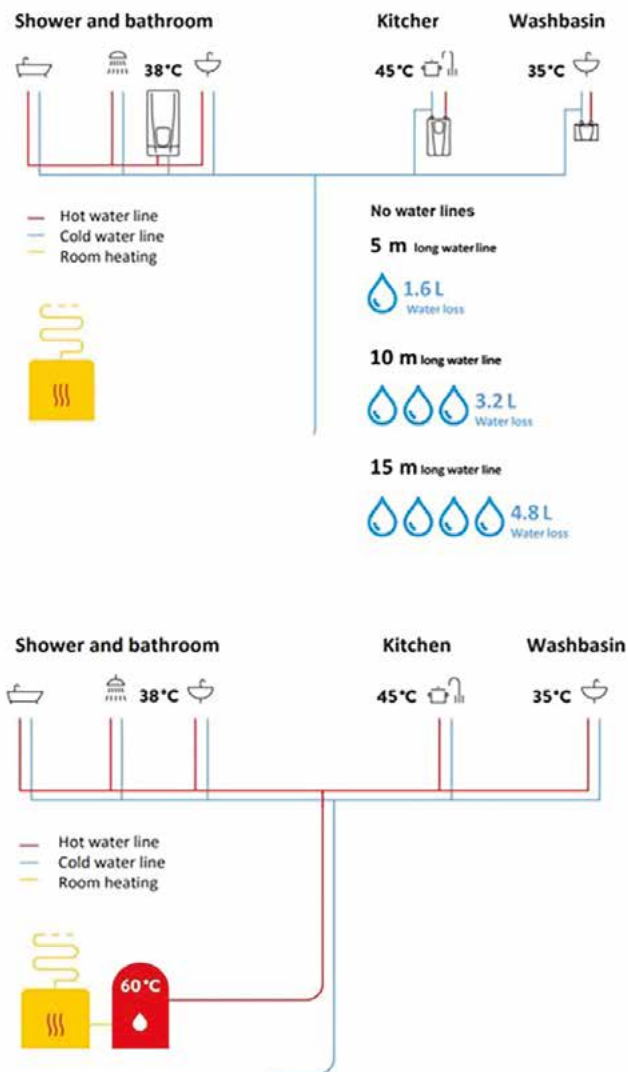 Shower and bathroom Kitcher Washbasin
38°C 45°C 35°C
Hot water line
Cold water line
Room heating
No water lines
5 m long water line
1.6 L
Water loss
10 m long water line
3.2 L
Water loss
15 m long water line
4.8 L
Water loss
Shower and bathroom Kitchen Washbasin
38°C 45°C 35°C
Hot water line
Cold water line
Room heating
60°C